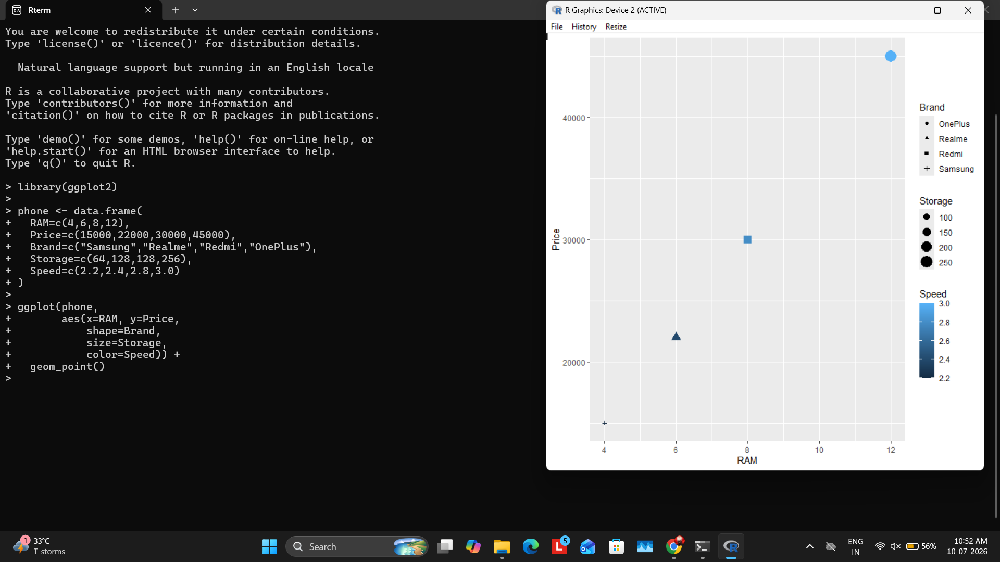 Rterm
You are welcome to redistribute it under certain conditions.
Type 'license()' or 'licence()' for distribution details.
Natural language support but running in an English locale
R is a collaborative project with many contributors.
Type 'contributors()' for more information and
'citation()' on how to cite R or R packages in publications.
Type 'demo()' for some demos, 'help()' for on-line help, or
'help.start()' for an HTML browser interface to help.
Type 'q()' to quit R.
> library(ggplot2)
>
> phone <- data.frame(
+   RAM=c(4,6,8,12),
+   Price=c(15000,22000,30000,45000),
+   Brand=c("Samsung","Realme","Redmi","OnePlus"),
+   Storage=c(64,128,128,256),
+   Speed=c(2.2,2.4,2.8,3.0)
+ )
>
> ggplot(phone,
+        aes(x=RAM, y=Price,
+            shape=Brand,
+            size=Storage,
+            color=Speed)) +
+   geom_point()
>
R Graphics: Device 2 (ACTIVE)
File History Resize
Price
40000
30000
20000
4 6 8 10 12
RAM
Brand
OnePlus
Realme
Redmi
Samsung
Storage
100
150
200
250
Speed
3.0
2.8
2.6
2.4
2.2
1
33°C
T-storms
Search
5
ENG
IN
56%
10:52 AM
10-07-2026